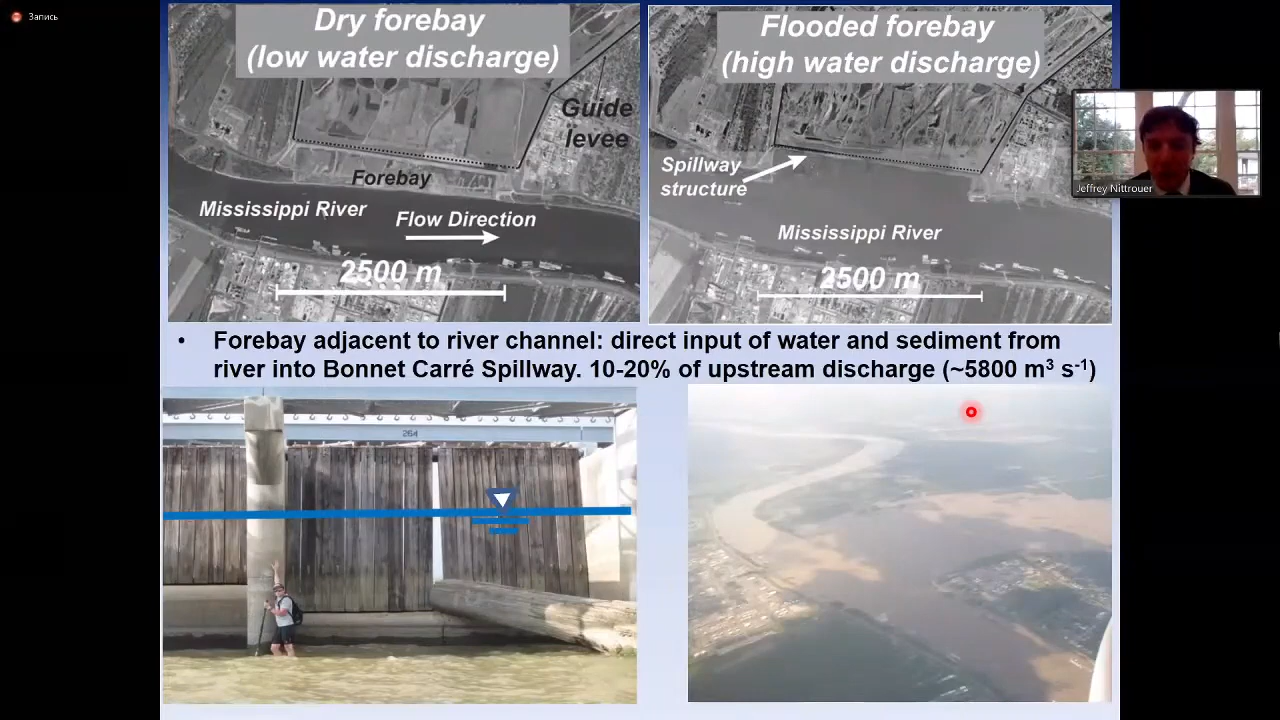 Запись
Dry forebay
(low water discharge)
Guide
levee
Forebay
Mississippi River
Flow Direction
2500 m
Flooded forebay
(high water discharge)
Spillway
structure
Mississippi River
2500 m
Jeffrey Nittrouer
• Forebay adjacent to river channel: direct input of water and sediment from
river into Bonnet Carré Spillway. 10-20% of upstream discharge (~5800 m³ s⁻¹)
264